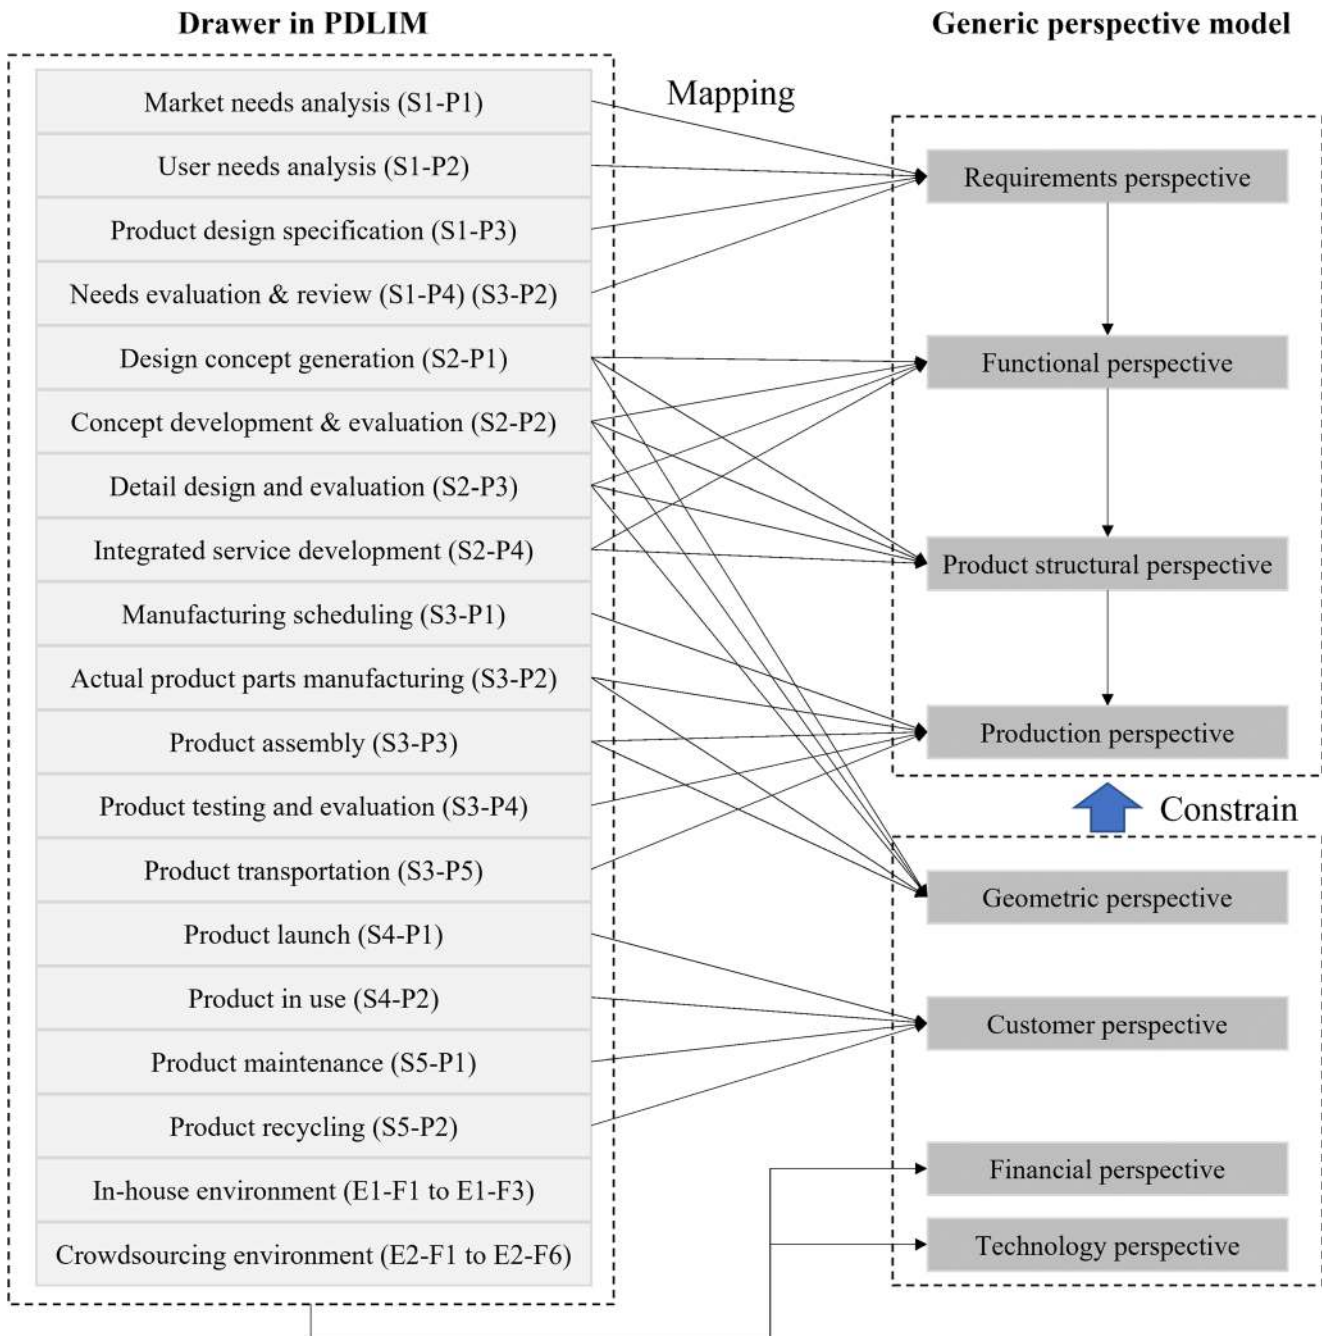 Drawer in PDLIM
Generic perspective model
Market needs analysis (S1-P1)
User needs analysis (S1-P2)
Product design specification (S1-P3)
Needs evaluation & review (S1-P4) (S3-P2)
Design concept generation (S2-P1)
Concept development & evaluation (S2-P2)
Detail design and evaluation (S2-P3)
Integrated service development (S2-P4)
Manufacturing scheduling (S3-P1)
Actual product parts manufacturing (S3-P2)
Product assembly (S3-P3)
Product testing and evaluation (S3-P4)
Product transportation (S3-P5)
Product launch (S4-P1)
Product in use (S4-P2)
Product maintenance (S5-P1)
Product recycling (S5-P2)
In-house environment (E1-F1 to E1-F3)
Crowdsourcing environment (E2-F1 to E2-F6)
Mapping
Requirements perspective
Functional perspective
Product structural perspective
Production perspective
Constrain
Geometric perspective
Customer perspective
Financial perspective
Technology perspective